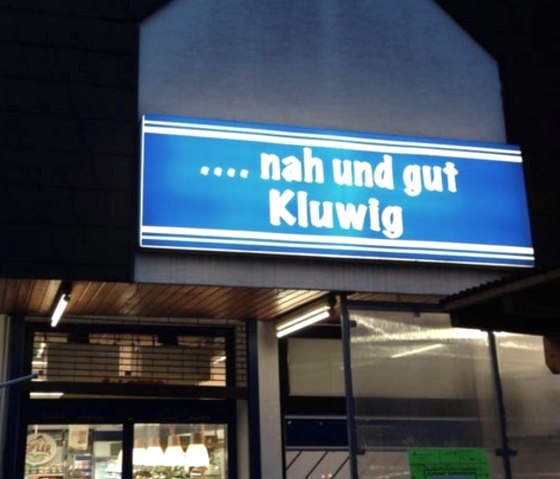 .... nah und gut
Kluwig